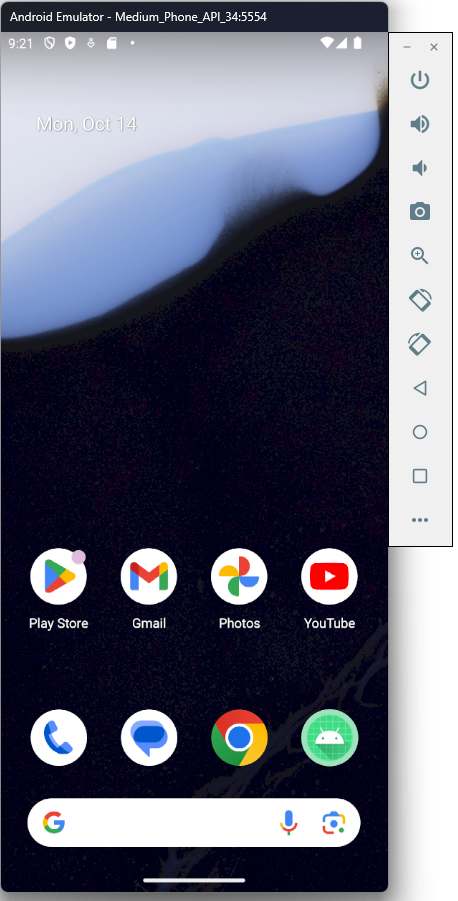 Android Emulator - Medium_Phone_API_34:5554
9:21
Mon, Oct 14
Play Store
Gmail
Photos
YouTube